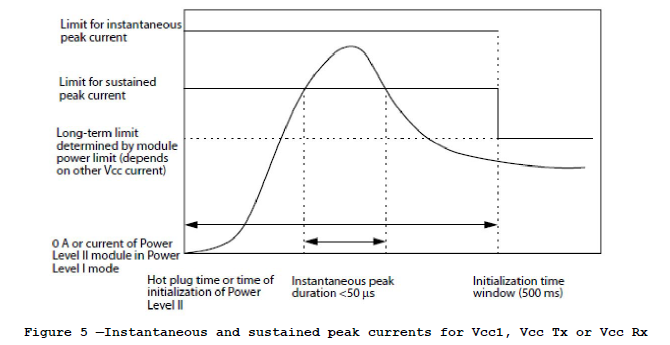 Limit for instantaneous
peak current
Limit for sustained
peak current
Long-term limit
determined by module
power limit (depends
on other Vcc current)
0 A or current of Power
Level II module in Power
Level I mode
Hot plug time or time of
initialization of Power
Level II
Instantaneous peak
duration <50 µs
Initialization time
window (500 ms)
Figure 5 —Instantaneous and sustained peak currents for Vcc1, Vcc Tx or Vcc Rx